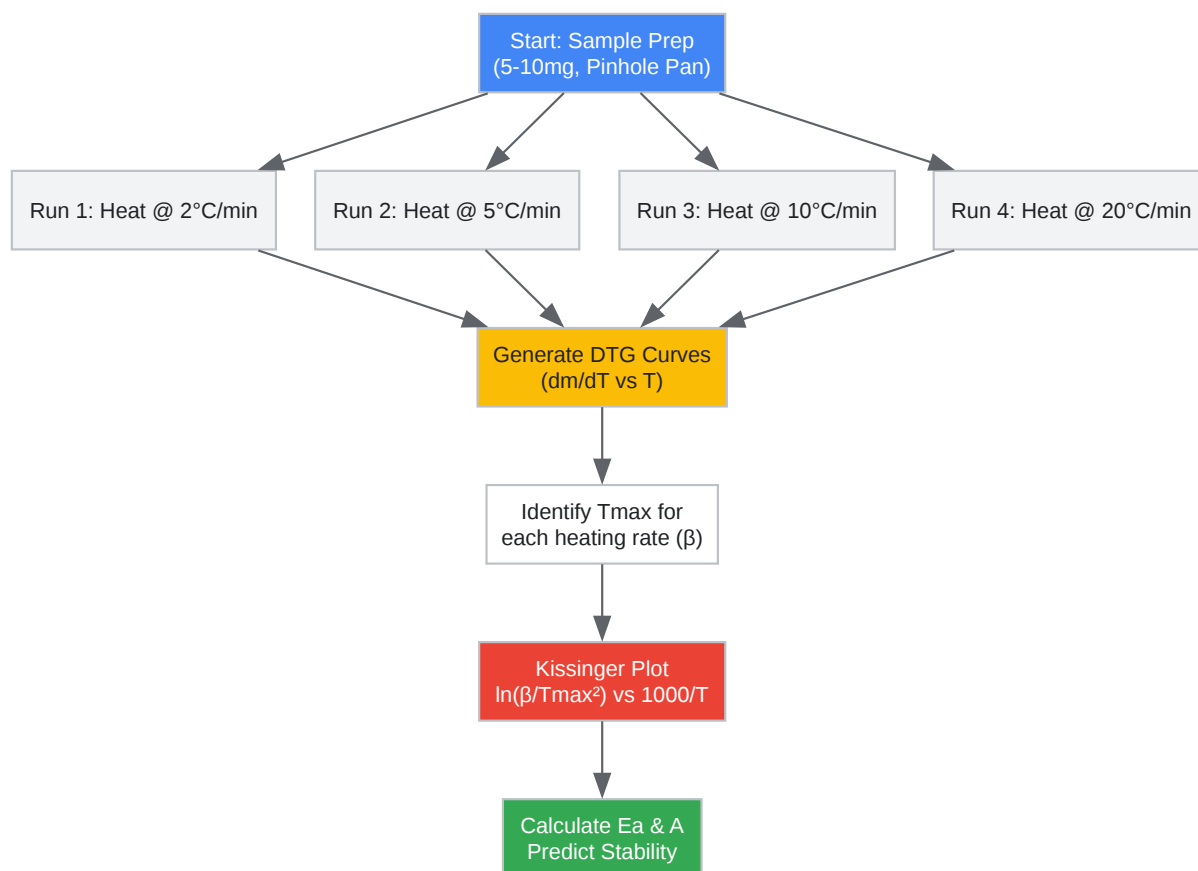 Start: Sample Prep
(5-10mg, Pinhole Pan)
Run 1: Heat @ 2°C/min
Run 2: Heat @ 5°C/min
Run 3: Heat @ 10°C/min
Run 4: Heat @ 20°C/min
Generate DTG Curves
(dm/dT vs T)
Identify Tmax for
each heating rate (β)
Kissinger Plot
ln(β/Tmax²) vs 1000/T
Calculate Ea & A
Predict Stability